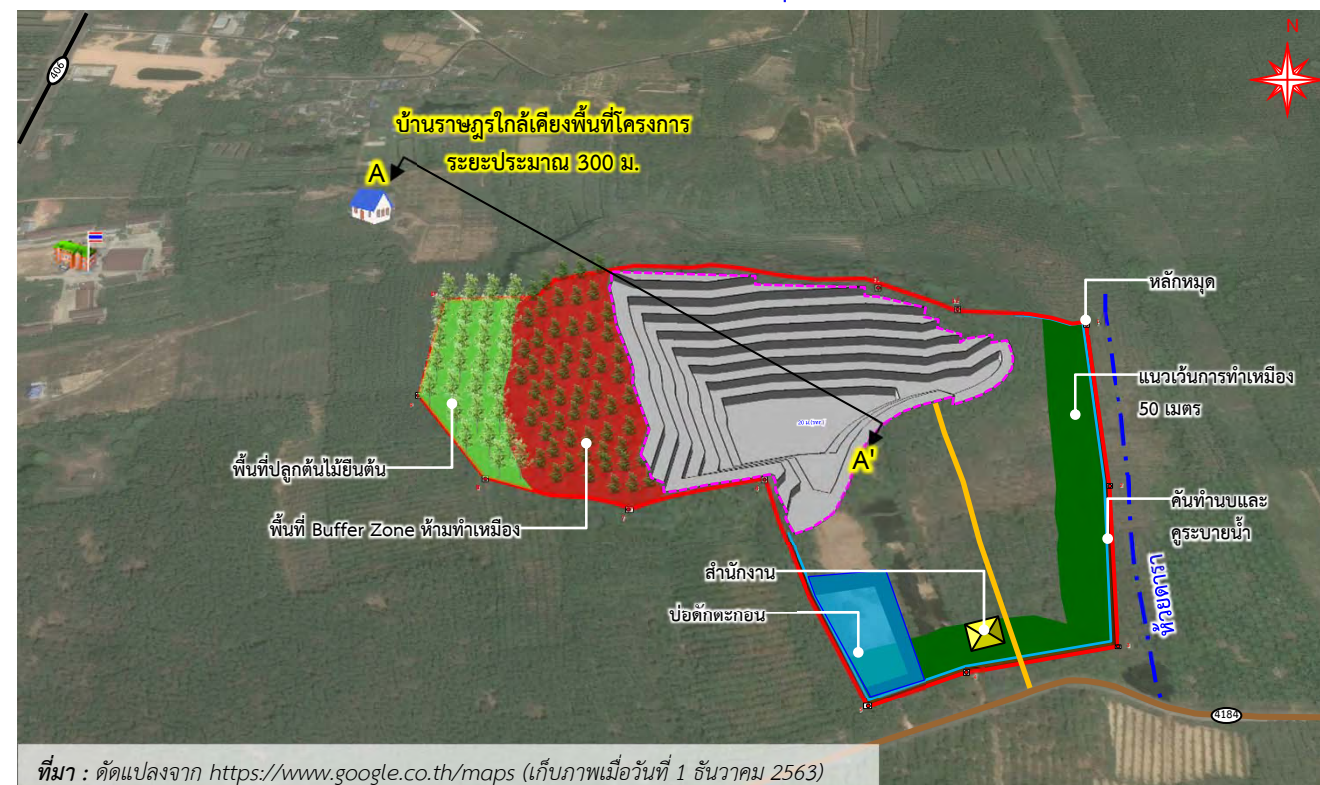 N
406
บ้านราษฎรใกล้เคียงพื้นที่โครงการ
ระยะประมาณ 300 ม.
A
หลักหมุด
แนวเว้นการทำเหมือง
50 เมตร
A'
พื้นที่ปลูกต้นไม้ยืนต้น
คันทำนบและ
คูระบายน้ำ
พื้นที่ Buffer Zone ห้ามทำเหมือง
สำนักงาน
ห้วยดารา
บ่อดักตะกอน
4184
ที่มา : ดัดแปลงจาก https://www.google.co.th/maps (เก็บภาพเมื่อวันที่ 1 ธันวาคม 2563)